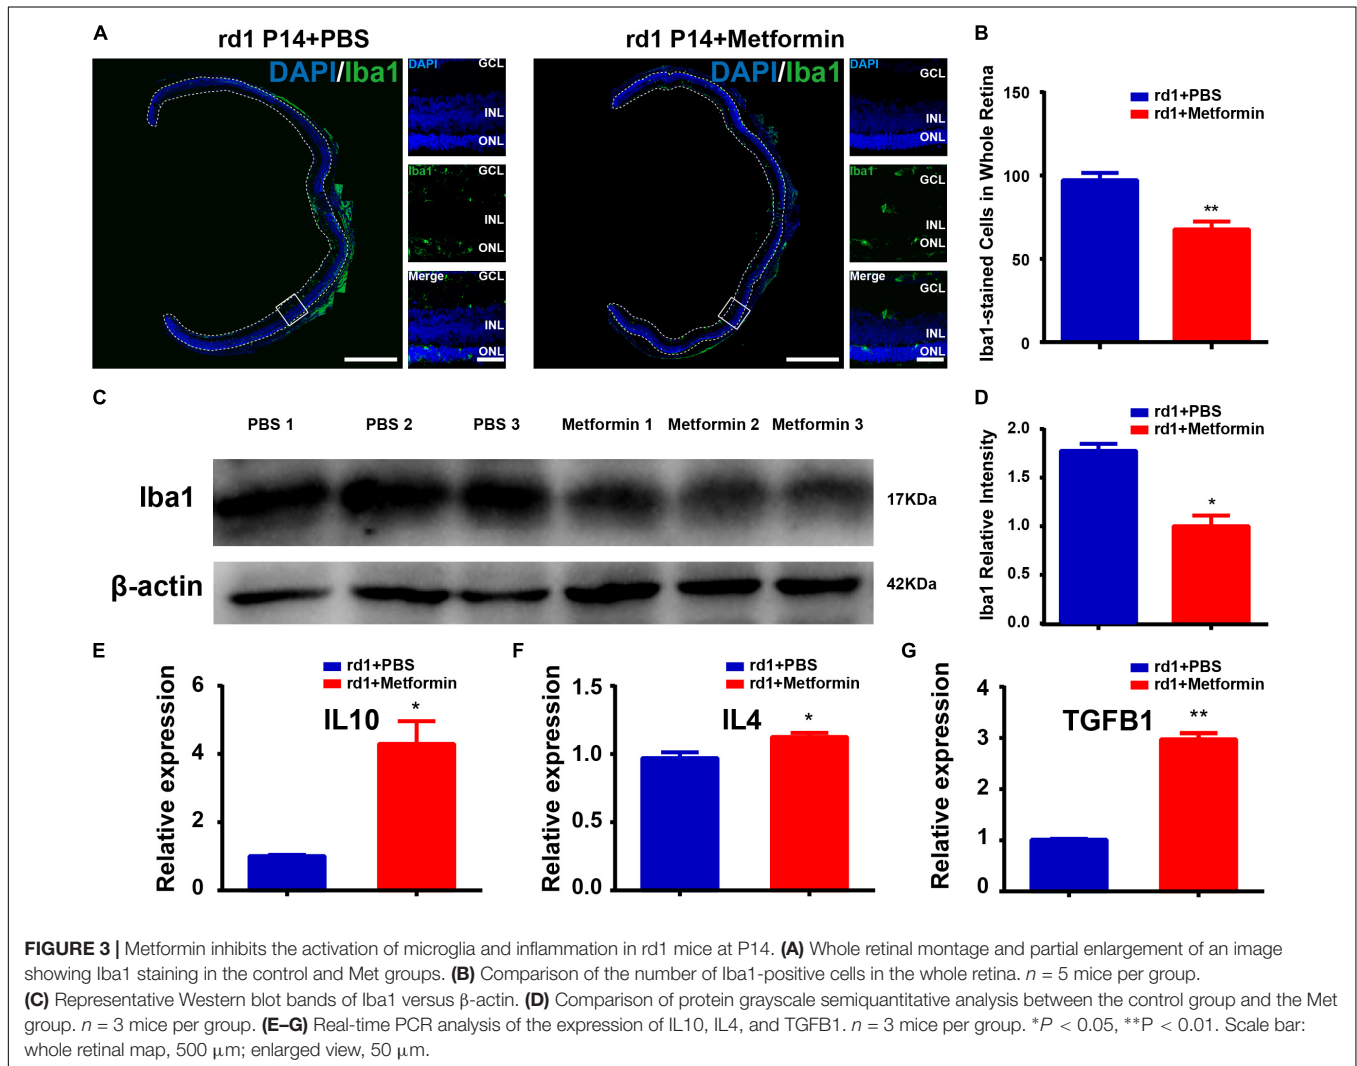 A
rd1 P14+PBS
DAPI/Iba1
DAPI
GCL
INL
ONL
Iba1
GCL
INL
ONL
Merge
GCL
INL
ONL
rd1 P14+Metformin
DAPI/Iba1
DAPI
GCL
INL
ONL
Iba1
GCL
INL
ONL
Merge
GCL
INL
ONL
B
rd1+PBS
rd1+Metformin
Iba1-stained Cells in Whole Retina
150
100
50
0
**
C
PBS 1 PBS 2 PBS 3 Metformin 1 Metformin 2 Metformin 3
Iba1
17KDa
β-actin
42KDa
D
rd1+PBS
rd1+Metformin
Iba1 Relative Intensity
2.0
1.5
1.0
0.5
0.0
*
E
rd1+PBS
rd1+Metformin
IL10
Relative expression
6
4
2
0
*
F
rd1+PBS
rd1+Metformin
IL4
Relative expression
1.5
1.0
0.5
0.0
*
G
rd1+PBS
rd1+Metformin
TGFB1
Relative expression
4
3
2
1
0
**
FIGURE 3 | Metformin inhibits the activation of microglia and inflammation in rd1 mice at P14. (A) Whole retinal montage and partial enlargement of an image
showing Iba1 staining in the control and Met groups. (B) Comparison of the number of Iba1-positive cells in the whole retina. n = 5 mice per group.
(C) Representative Western blot bands of Iba1 versus β-actin. (D) Comparison of protein grayscale semiquantitative analysis between the control group and the Met
group. n = 3 mice per group. (E–G) Real-time PCR analysis of the expression of IL10, IL4, and TGFB1. n = 3 mice per group. *P < 0.05, **P < 0.01. Scale bar:
whole retinal map, 500 μm; enlarged view, 50 μm.